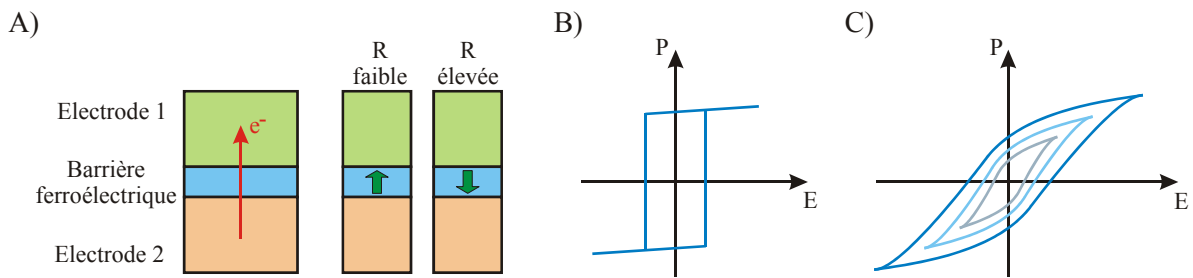 A)
Electrode 1
Barrière
ferroélectrique
Electrode 2
e-
R
faible
R
élevée
B)
P
E
C)
P
E